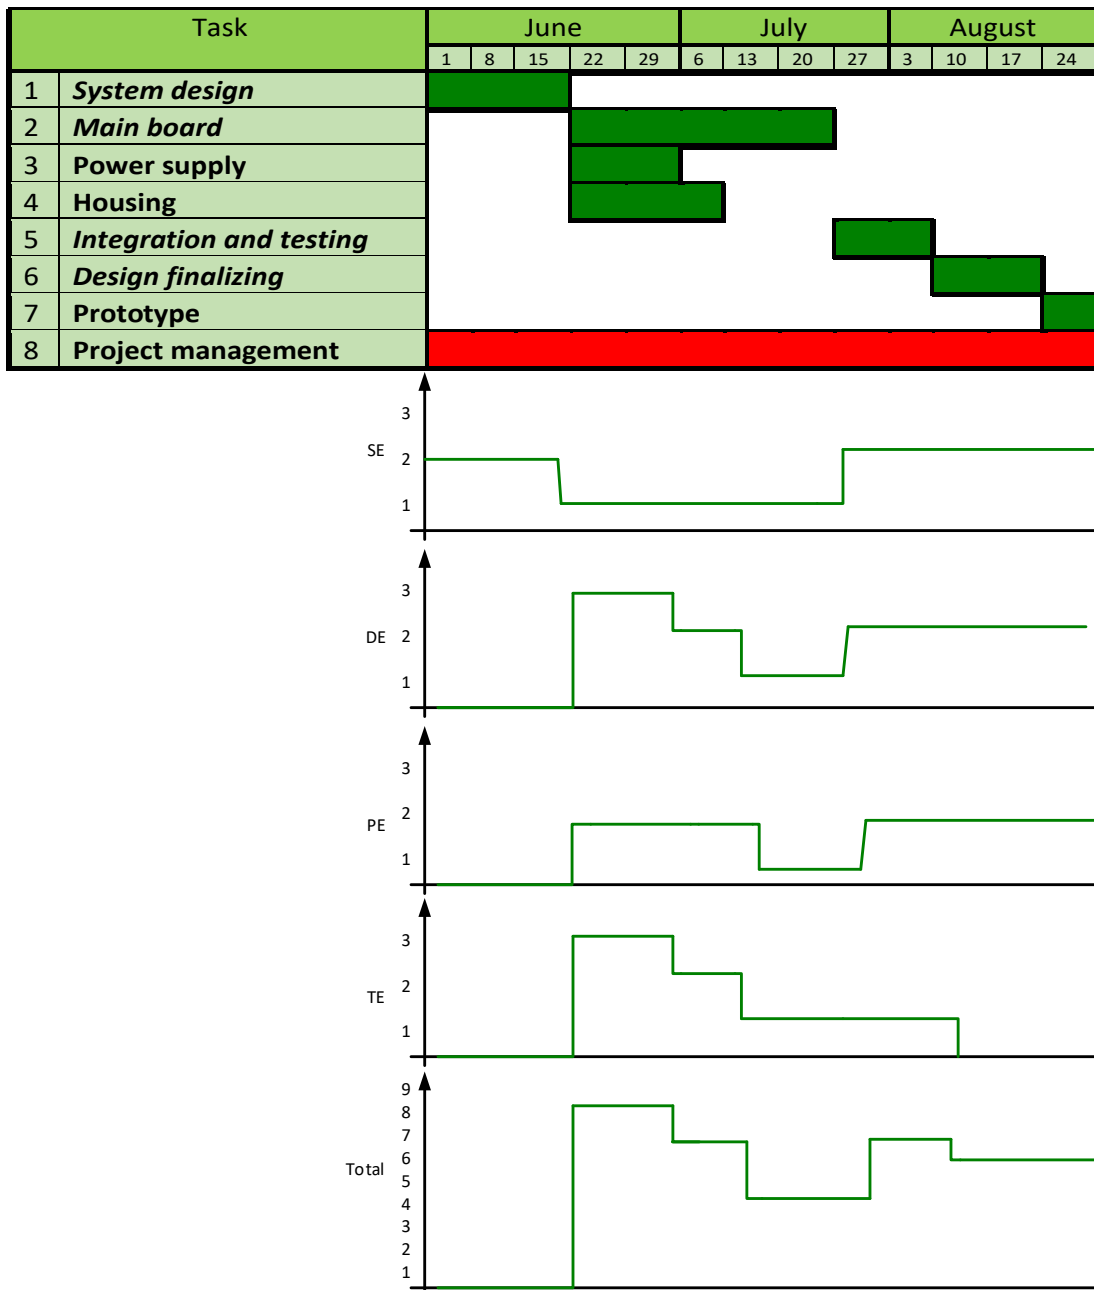 Task June July August
1 8 15 22 29 6 13 20 27 3 10 17 24
1 System design
2 Main board
3 Power supply
4 Housing
5 Integration and testing
6 Design finalizing
7 Prototype
8 Project management
3
SE 2
1
3
DE 2
1
3
2
PE
1
3
2
TE
1
9
8
7
6
Total 5
4
3
2
1